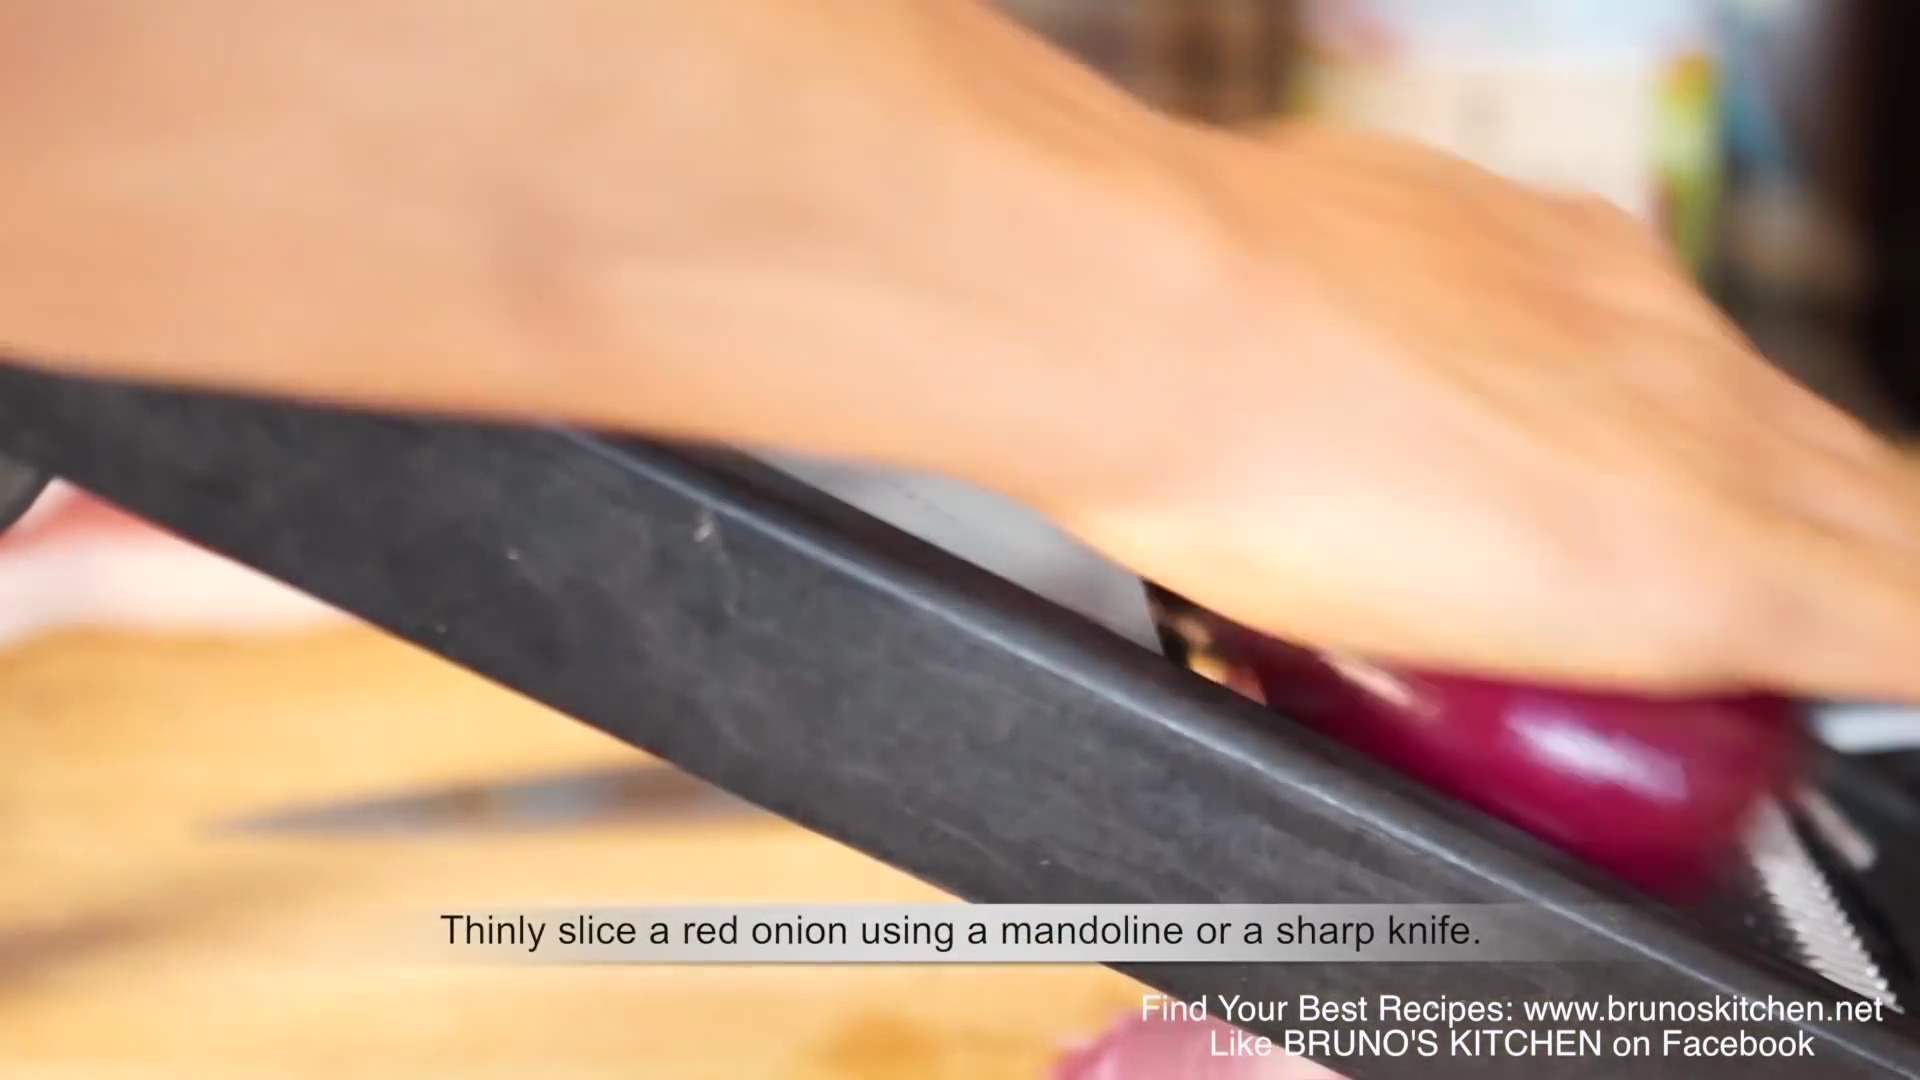 Thinly slice a red onion using a mandoline or a sharp knife.
Find Your Best Recipes: www.brunoskitchen.net
Like BRUNO'S KITCHEN on Facebook